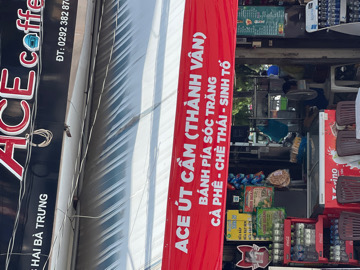 ACE coffee
ĐT: 0292 382 87
HAI BÀ TRƯNG
ACE ÚT CẦM (THÀNH VÂN)
BÁNH PÍA SÓC TRĂNG
CÀ PHÊ - CHÈ THÁI - SINH TỐ